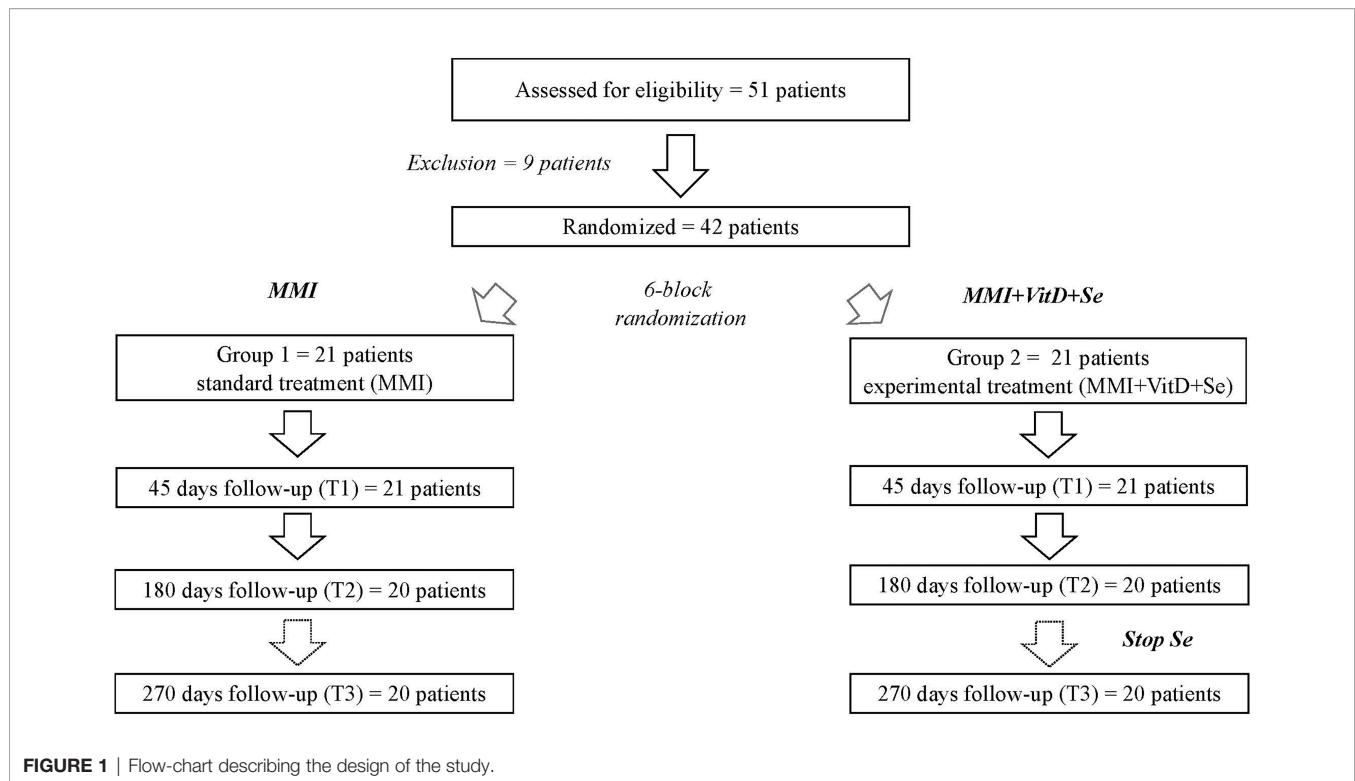 Assessed for eligibility = 51 patients
Exclusion = 9 patients
Randomized = 42 patients
MMI
6-block
randomization
MMI+VitD+Se
Group 1 = 21 patients
standard treatment (MMI)
Group 2 = 21 patients
experimental treatment (MMI+VitD+Se)
45 days follow-up (T1) = 21 patients
45 days follow-up (T1) = 21 patients
180 days follow-up (T2) = 20 patients
180 days follow-up (T2) = 20 patients
Stop Se
270 days follow-up (T3) = 20 patients
270 days follow-up (T3) = 20 patients
FIGURE 1 | Flow-chart describing the design of the study.